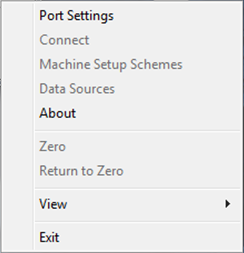 Port Settings
Connect
Machine Setup Schemes
Data Sources
About
Zero
Return to Zero
View
Exit